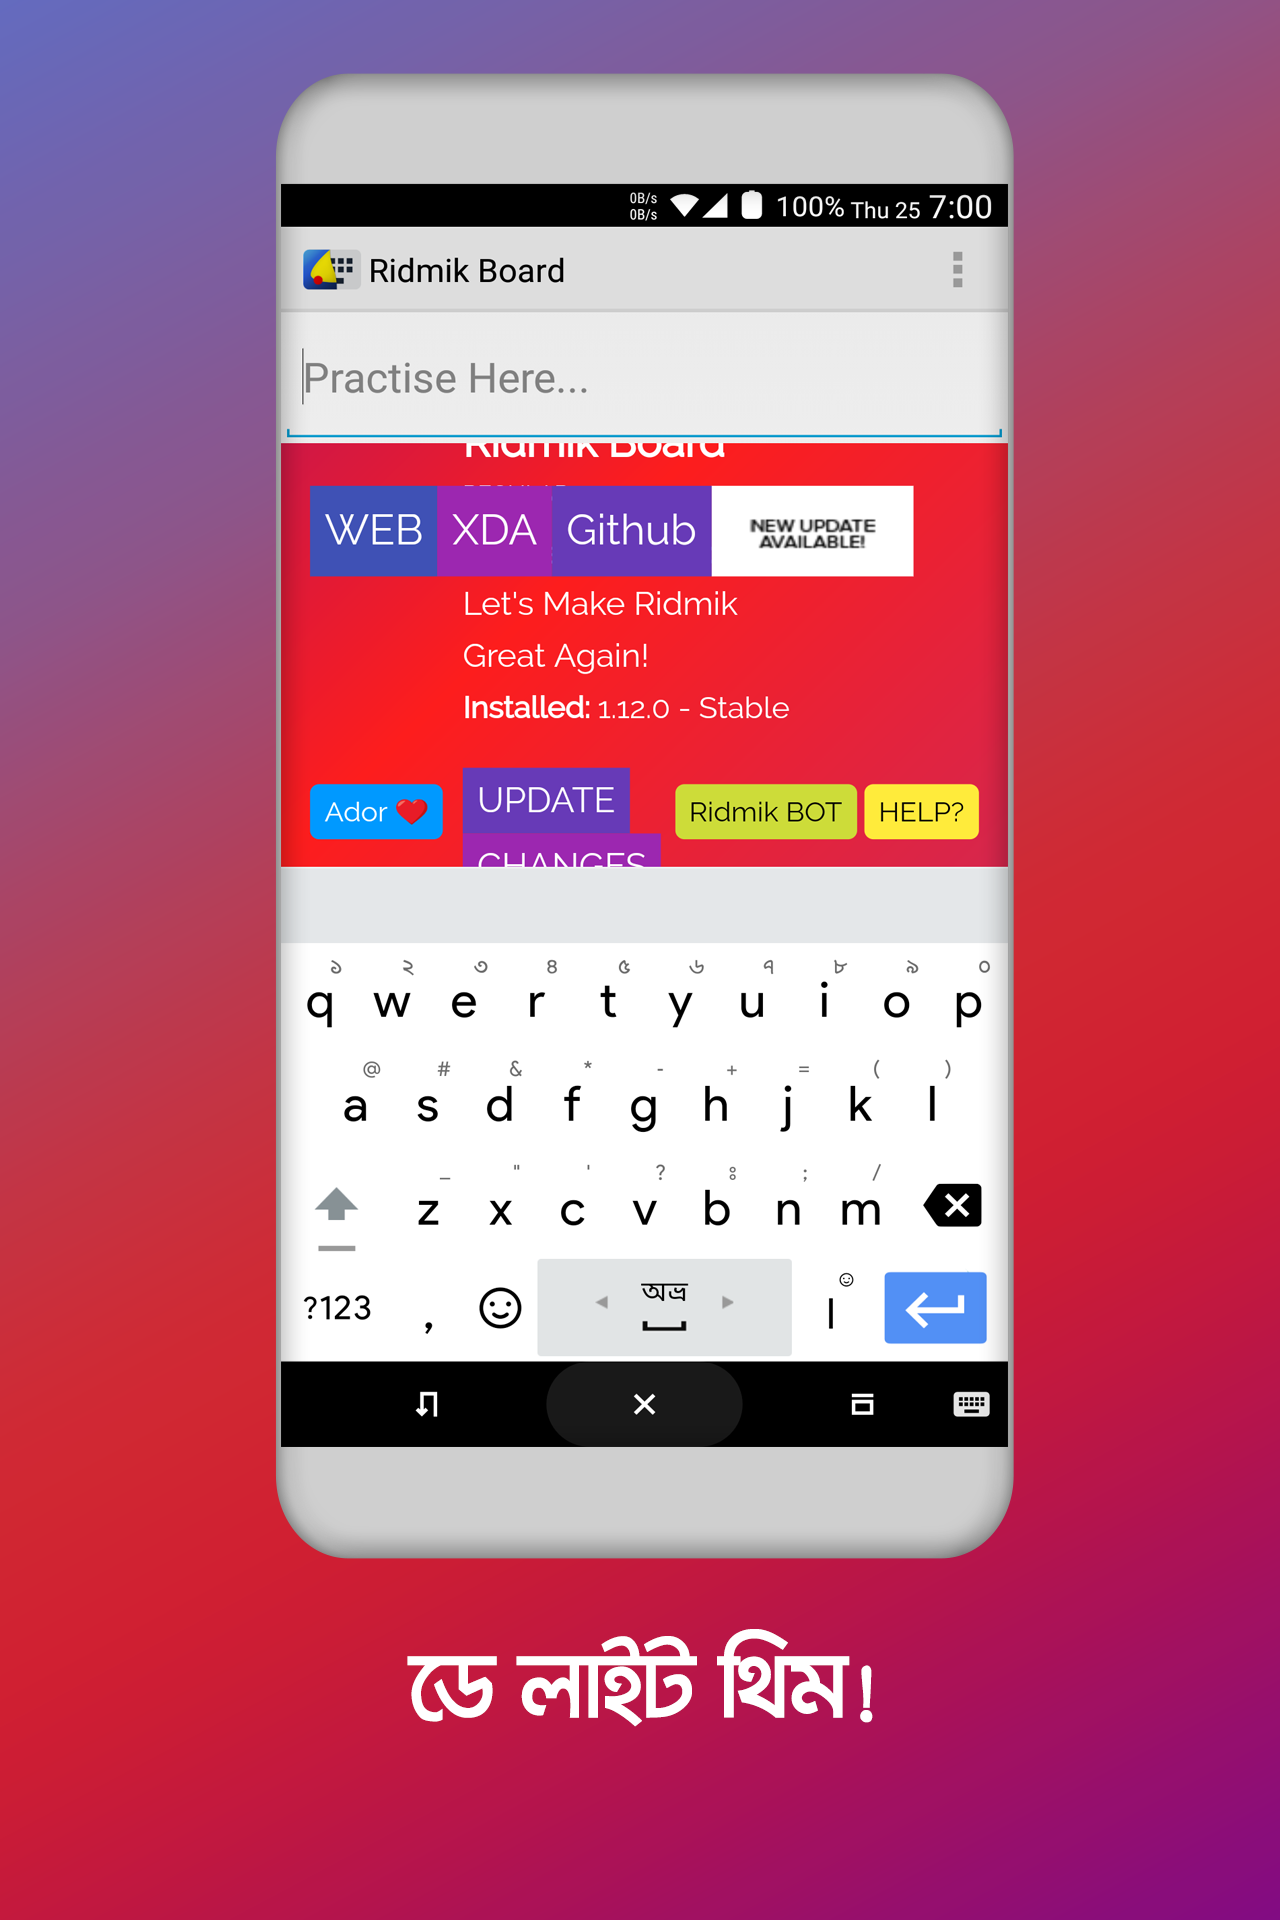 0B/s
0B/s
100% Thu 25 7:00
Ridmik Board
Practise Here...
Ridmik Board
WEB XDA Github NEW UPDATE
AVAILABLE!
Let's Make Ridmik
Great Again!
Installed: 1.12.0 - Stable
Ador ❤️ UPDATE Ridmik BOT HELP?
CHANGES
১ ২ ৩ ৪ ৫ ৬ ৭ ৮ ৯ ০
q w e r t y u i o p
@ # & * - + = ( )
a s d f g h j k l
_ " ' ? ঃ ; /
z x c v b n m
?123 , অভ্র ।
ডে লাইট থিম!